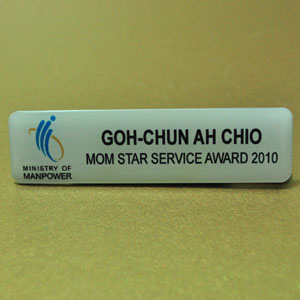 GOH-CHUN AH CHIO
MOM STAR SERVICE AWARD 2010
MINISTRY OF
MANPOWER